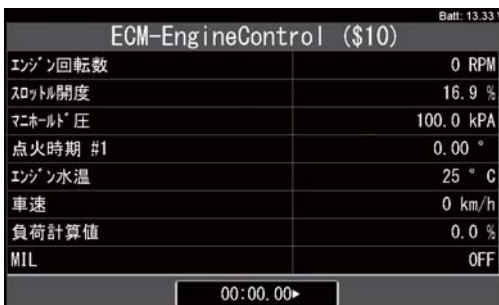 Batt: 13.33 V
ECM-EngineControl ($10)
エンジン回転数 0 RPM
スロットル開度 16.9 %
マニホールド圧 100.0 kPA
点火時期 #1 0.00 °
エンジン水温 25 ° C
車速 0 km/h
負荷計算値 0.0 %
MIL OFF
00:00.00►